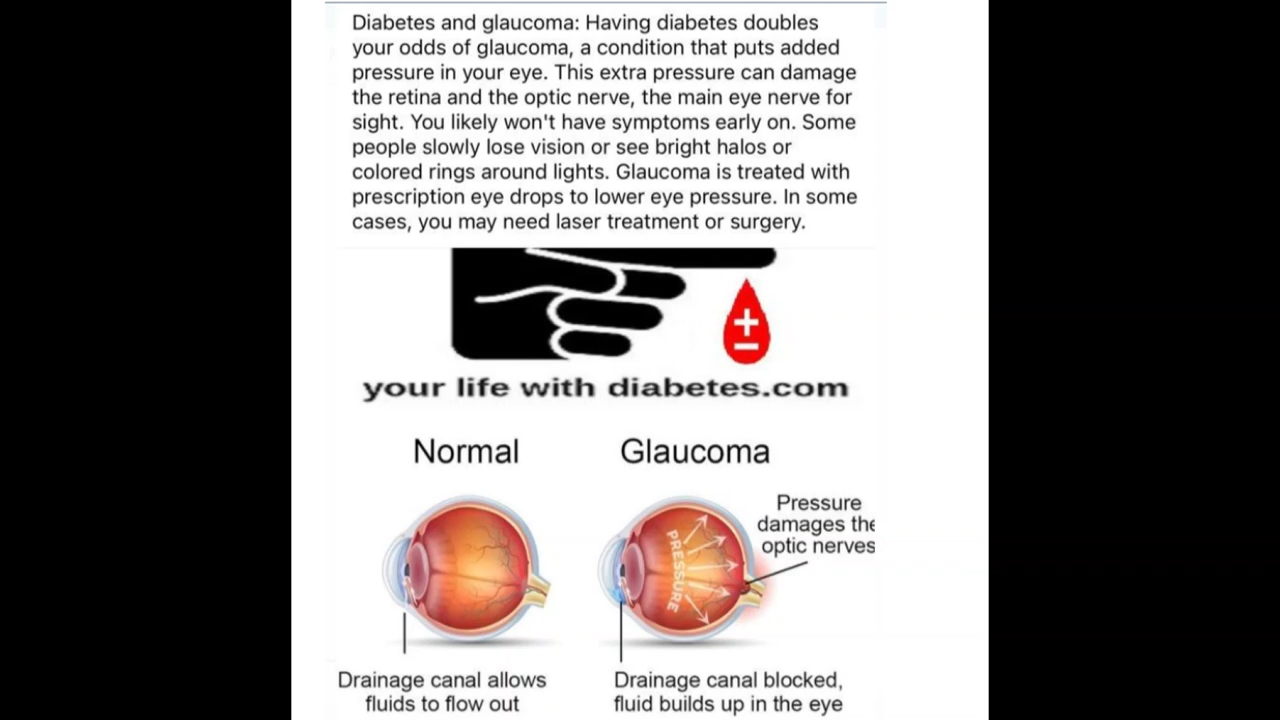 Diabetes and glaucoma: Having diabetes doubles
your odds of glaucoma, a condition that puts added
pressure in your eye. This extra pressure can damage
the retina and the optic nerve, the main eye nerve for
sight. You likely won't have symptoms early on. Some
people slowly lose vision or see bright halos or
colored rings around lights. Glaucoma is treated with
prescription eye drops to lower eye pressure. In some
cases, you may need laser treatment or surgery.
your life with diabetes.com
Normal
Glaucoma
Pressure
damages the
optic nerves
PRESSURE
Drainage canal allows
fluids to flow out
Drainage canal blocked,
fluid builds up in the eye